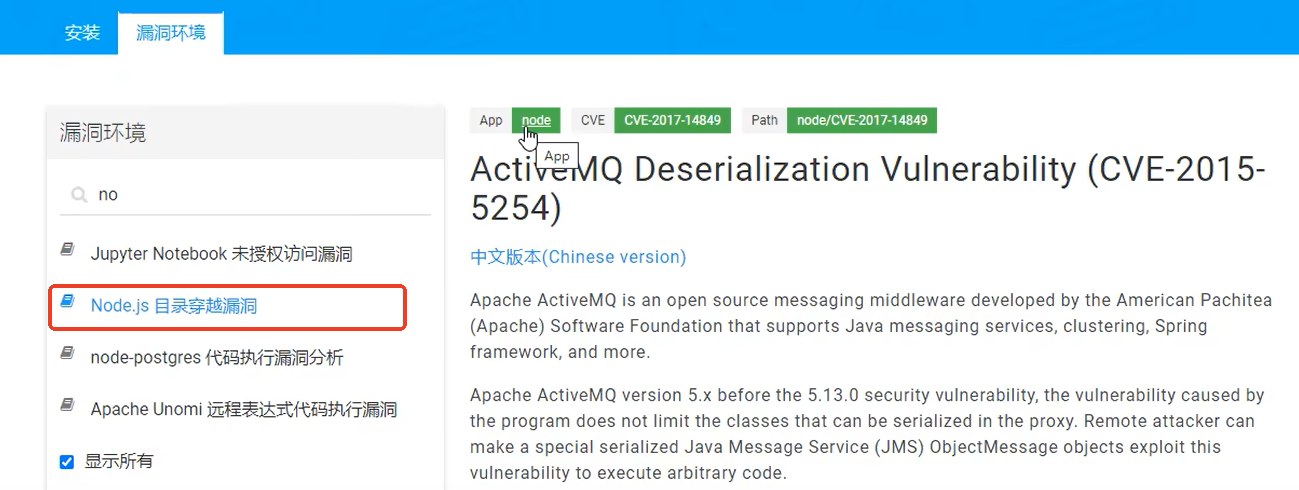 安装 漏洞环境
漏洞环境
no
Jupyter Notebook 未授权访问漏洞
Node.js 目录穿越漏洞
node-postgres 代码执行漏洞分析
Apache Unomi 远程表达式代码执行漏洞
显示所有
App node CVE CVE-2017-14849 Path node/CVE-2017-14849
App
ActiveMQ Deserialization Vulnerability (CVE-2015-
5254)
中文版本(Chinese version)
Apache ActiveMQ is an open source messaging middleware developed by the American Pachitea
(Apache) Software Foundation that supports Java messaging services, clustering, Spring
framework, and more.
Apache ActiveMQ version 5.x before the 5.13.0 security vulnerability, the vulnerability caused by
the program does not limit the classes that can be serialized in the proxy. Remote attacker can
make a special serialized Java Message Service (JMS) ObjectMessage objects exploit this
vulnerability to execute arbitrary code.